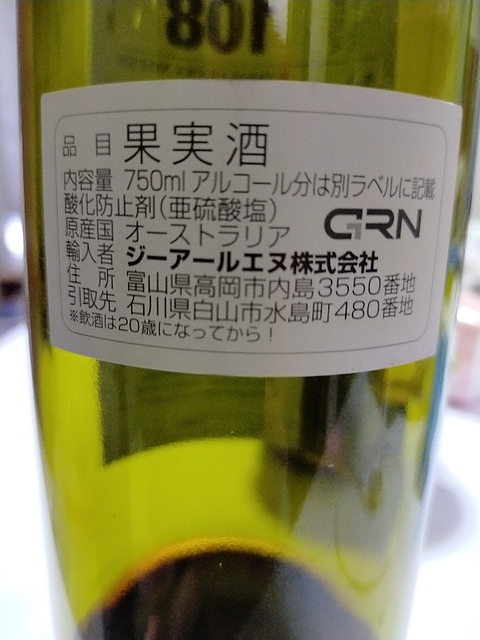 108
品目 果実酒
内容量 750ml アルコール分は別ラベルに記載
酸化防止剤(亜硫酸塩)
原産国 オーストラリア
GRN
輸入者 ジーアールエヌ株式会社
住所 富山県高岡市内島3550番地
引取先 石川県白山市水島町480番地
※飲酒は20歳になってから!